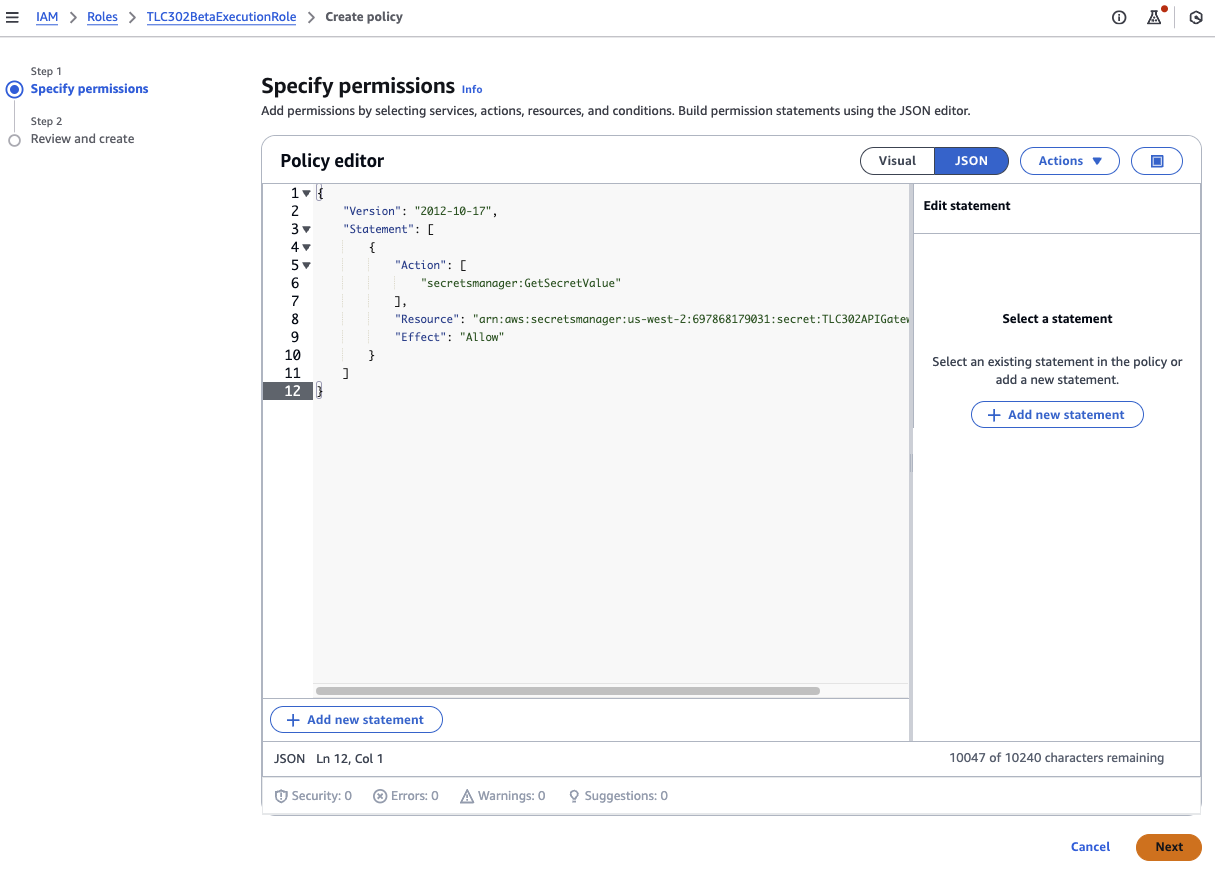 IAM > Roles > TLC302BetaExecutionRole > Create policy
Step 1
Specify permissions
Step 2
Review and create
Specify permissions Info
Add permissions by selecting services, actions, resources, and conditions. Build permission statements using the JSON editor.
Policy editor
Visual JSON Actions
1 {
2 "Version": "2012-10-17",
3 "Statement": [
4 {
5 "Action": [
6 "secretsmanager:GetSecretValue"
7 ],
8 "Resource": "arn:aws:secretsmanager:us-west-2:697868179031:secret:TLC302APIGatew
9 "Effect": "Allow"
10 }
11 ]
12 }
Edit statement
Select a statement
Select an existing statement in the policy or
add a new statement.
+ Add new statement
+ Add new statement
JSON Ln 12, Col 1
10047 of 10240 characters remaining
Security: 0 Errors: 0 Warnings: 0 Suggestions: 0
Cancel Next